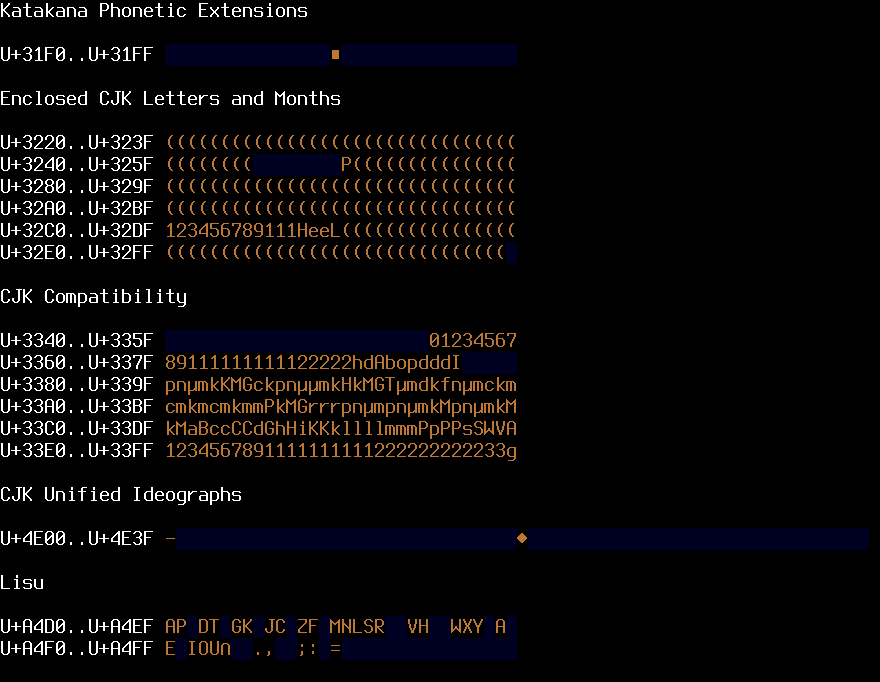 Katakana Phonetic Extensions
U+31F0..U+31FF ▪
Enclosed CJK Letters and Months
U+3220..U+323F ((((((((((((((((((((((((((((((((
U+3240..U+325F ((((((((        P(((((((((((((((
U+3280..U+329F ((((((((((((((((((((((((((((((((
U+32A0..U+32BF ((((((((((((((((((((((((((((((((
U+32C0..U+32DF 123456789111HeeL((((((((((((((((
U+32E0..U+32FF (((((((((((((((((((((((((((((((
CJK Compatibility
U+3340..U+335F                         01234567
U+3360..U+337F 89111111111122222hdAbopdddI
U+3380..U+339F pnµmkKMGckpnµµmkHkMGTµmdkfnµmckm
U+33A0..U+33BF cmkmcmkmmPkMGrrrpnµmpnµmkMpnµmkM
U+33C0..U+33DF kMaBccCCdGhHiKKkllllmmmPpPPsSWVA
U+33E0..U+33FF 1234567891111111111222222222233g
CJK Unified Ideographs
U+4E00..U+4E3F −                               ◆
Lisu
U+A4D0..U+A4EF AP DT GK JC ZF MNLSR  VH  WXY A
U+A4F0..U+A4FF E IOU∩  .,  ;: =